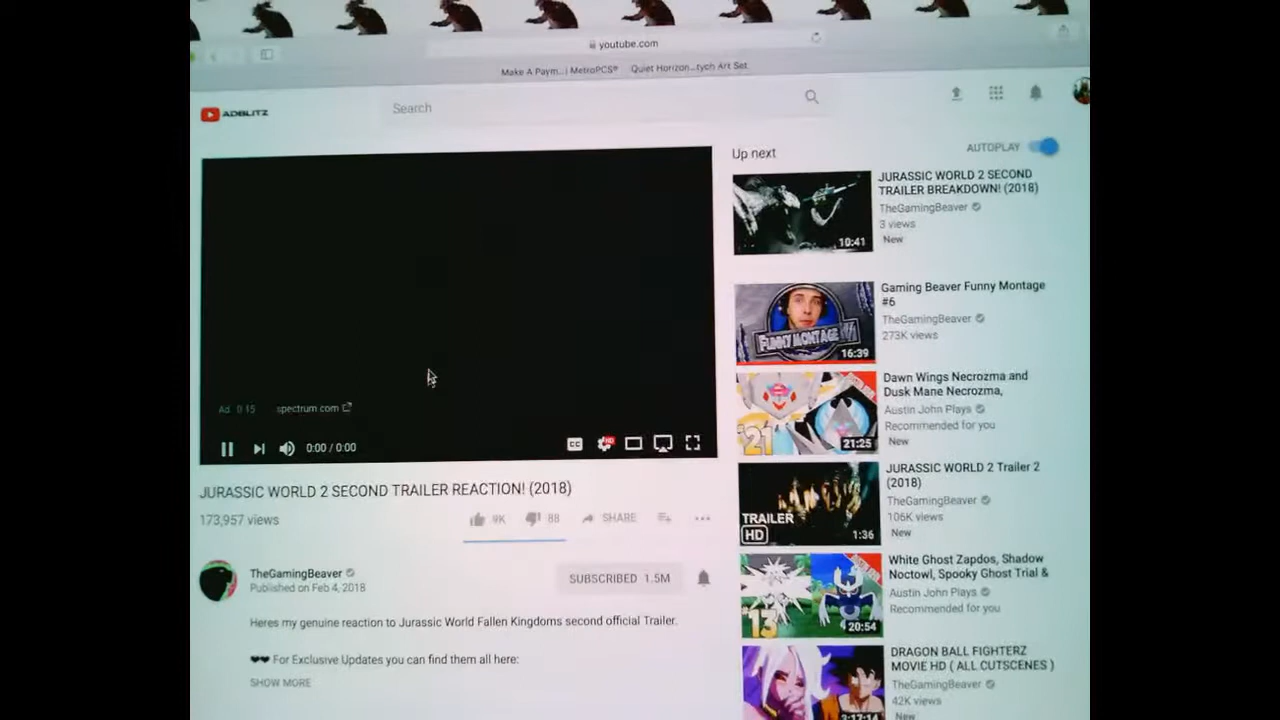 youtube.com
Make A Paym...| MetroPCS® Quiet Horizon...tych Art Set
ADBLITZ
Search
Ad 0:15 spectrum.com
CC HD
0:00 / 0:00
JURASSIC WORLD 2 SECOND TRAILER REACTION! (2018)
173,957 views
9K 88 SHARE
TheGamingBeaver
Published on Feb 4, 2018
SUBSCRIBED 1.5M
Heres my genuine reaction to Jurassic World Fallen Kingdoms second official Trailer.
For Exclusive Updates you can find them all here:
SHOW MORE
Up next
AUTOPLAY
10:41
JURASSIC WORLD 2 SECOND
TRAILER BREAKDOWN! (2018)
TheGamingBeaver
3 views
New
FUNNY MONTAGE
16:39
Gaming Beaver Funny Montage
#6
TheGamingBeaver
273K views
#21
21:25
Dawn Wings Necrozma and
Dusk Mane Necrozma,
Austin John Plays
Recommended for you
New
TRAILER
HD
1:36
JURASSIC WORLD 2 Trailer 2
(2018)
TheGamingBeaver
106K views
New
#13
20:54
White Ghost Zapdos, Shadow
Noctowl, Spooky Ghost Trial &
Austin John Plays
Recommended for you
3:17:14
DRAGON BALL FIGHTERZ
MOVIE HD ( ALL CUTSCENES )
TheGamingBeaver
42K views
New